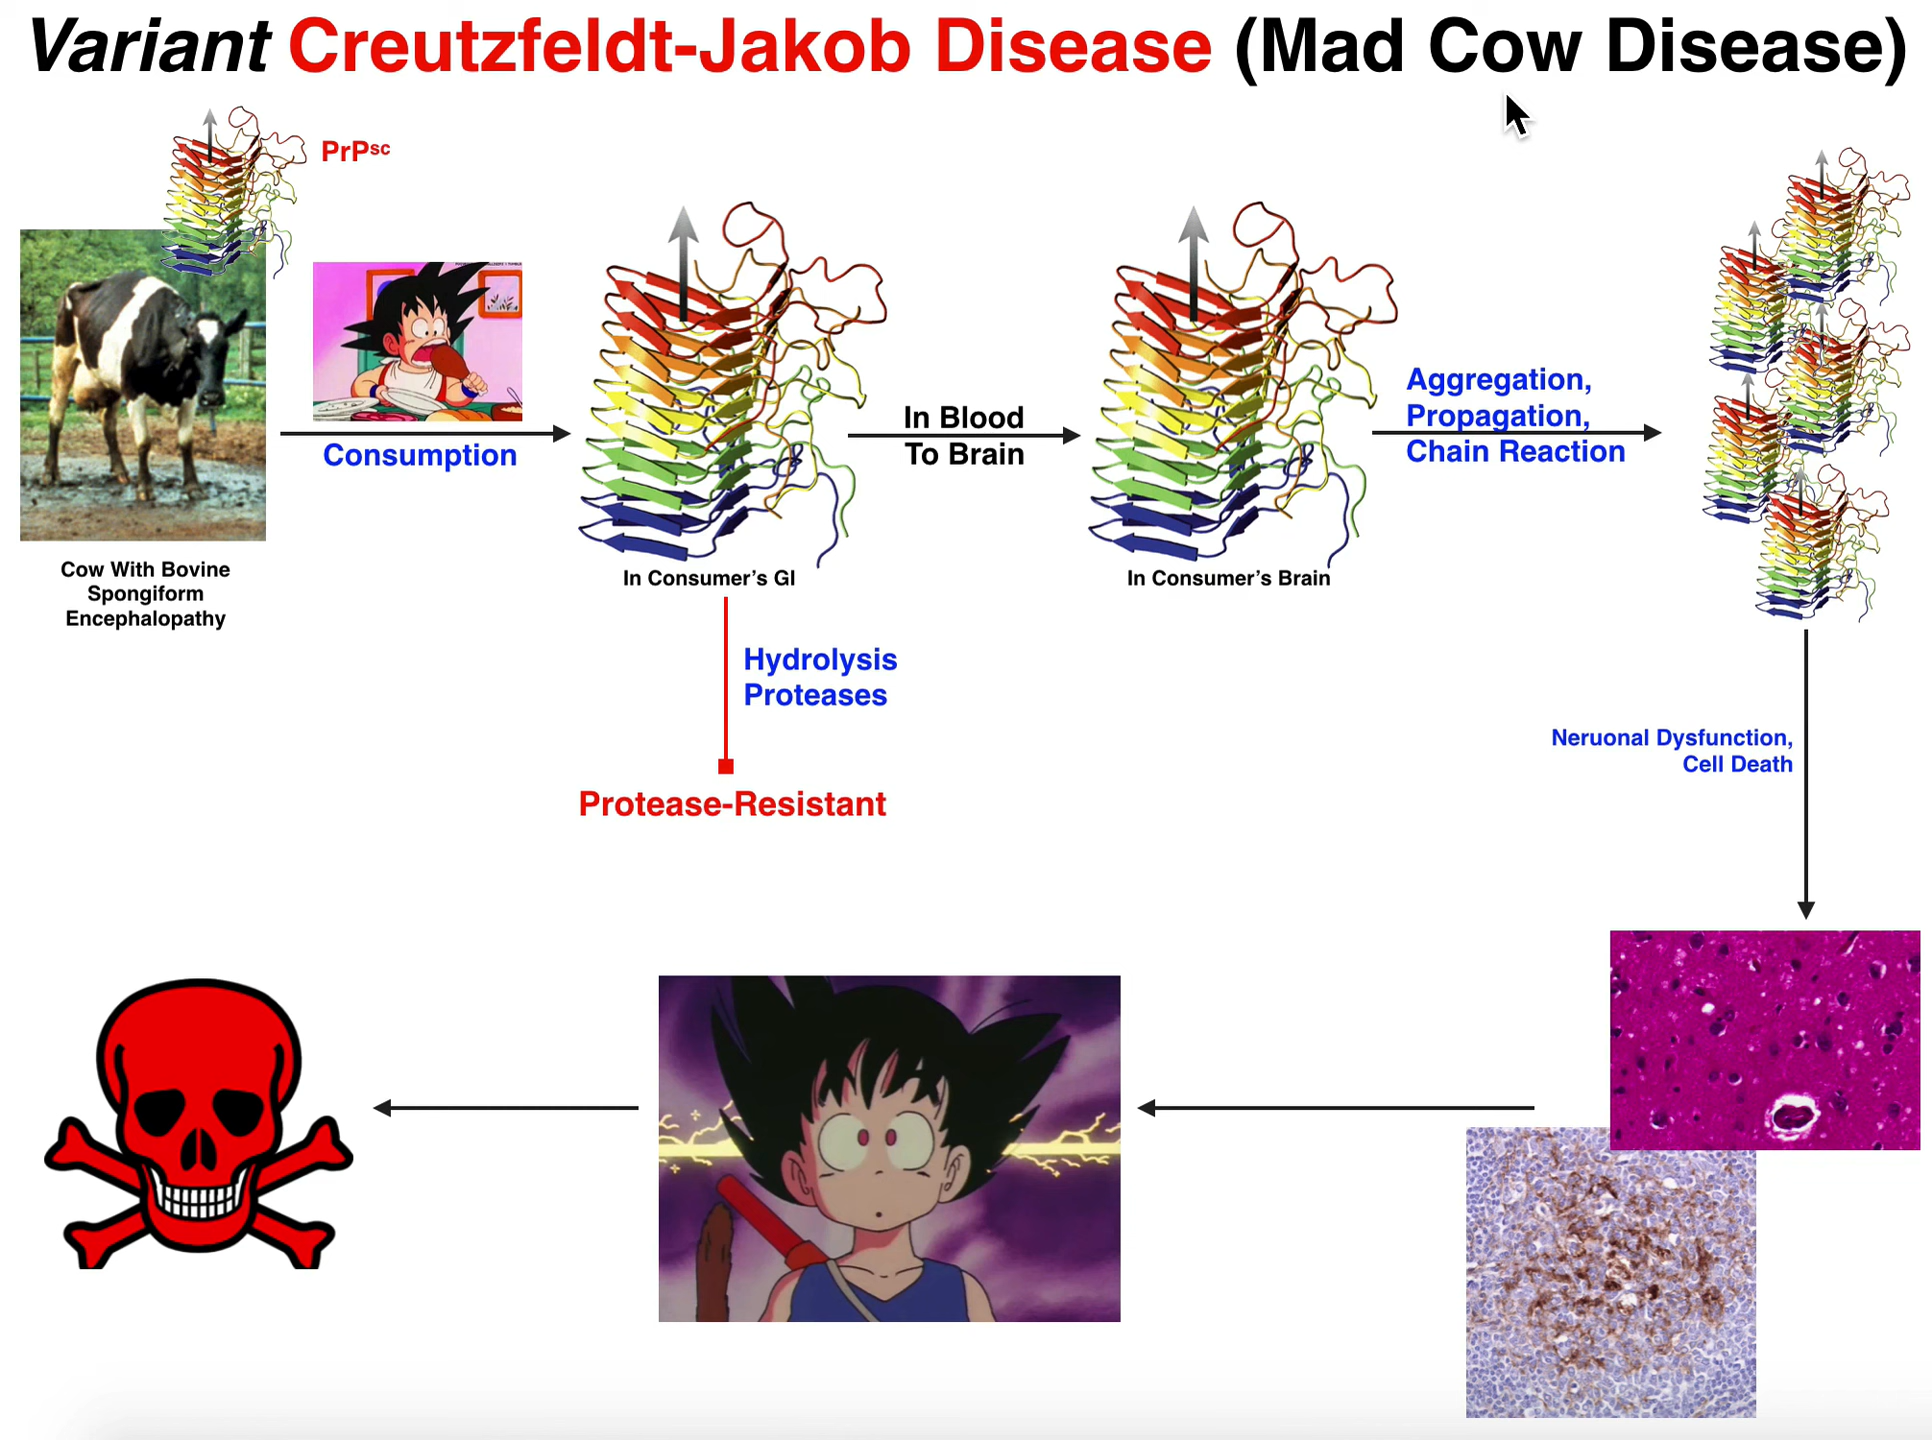 Variant Creutzfeldt-Jakob Disease (Mad Cow Disease)
PrPsc
Consumption
In Blood
To Brain
Aggregation,
Propagation,
Chain Reaction
Cow With Bovine
Spongiform
Encephalopathy
In Consumer's GI
In Consumer's Brain
Hydrolysis
Proteases
Protease-Resistant
Neruonal Dysfunction,
Cell Death